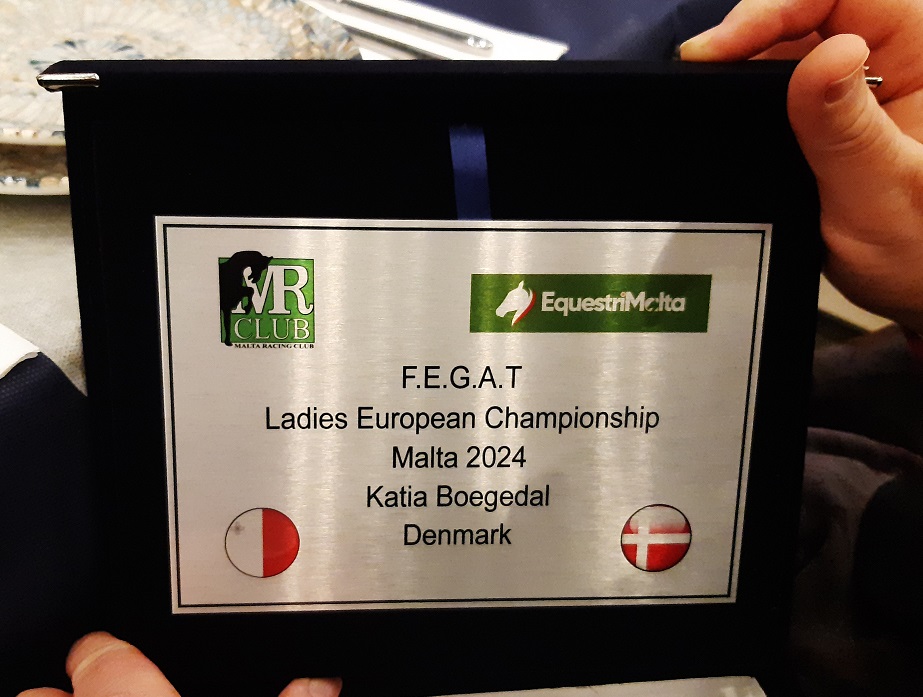 MR
CLUB
MALTA RACING CLUB
EquestriMalta
F.E.G.A.T
Ladies European Championship
Malta 2024
Katia Boegedal
Denmark